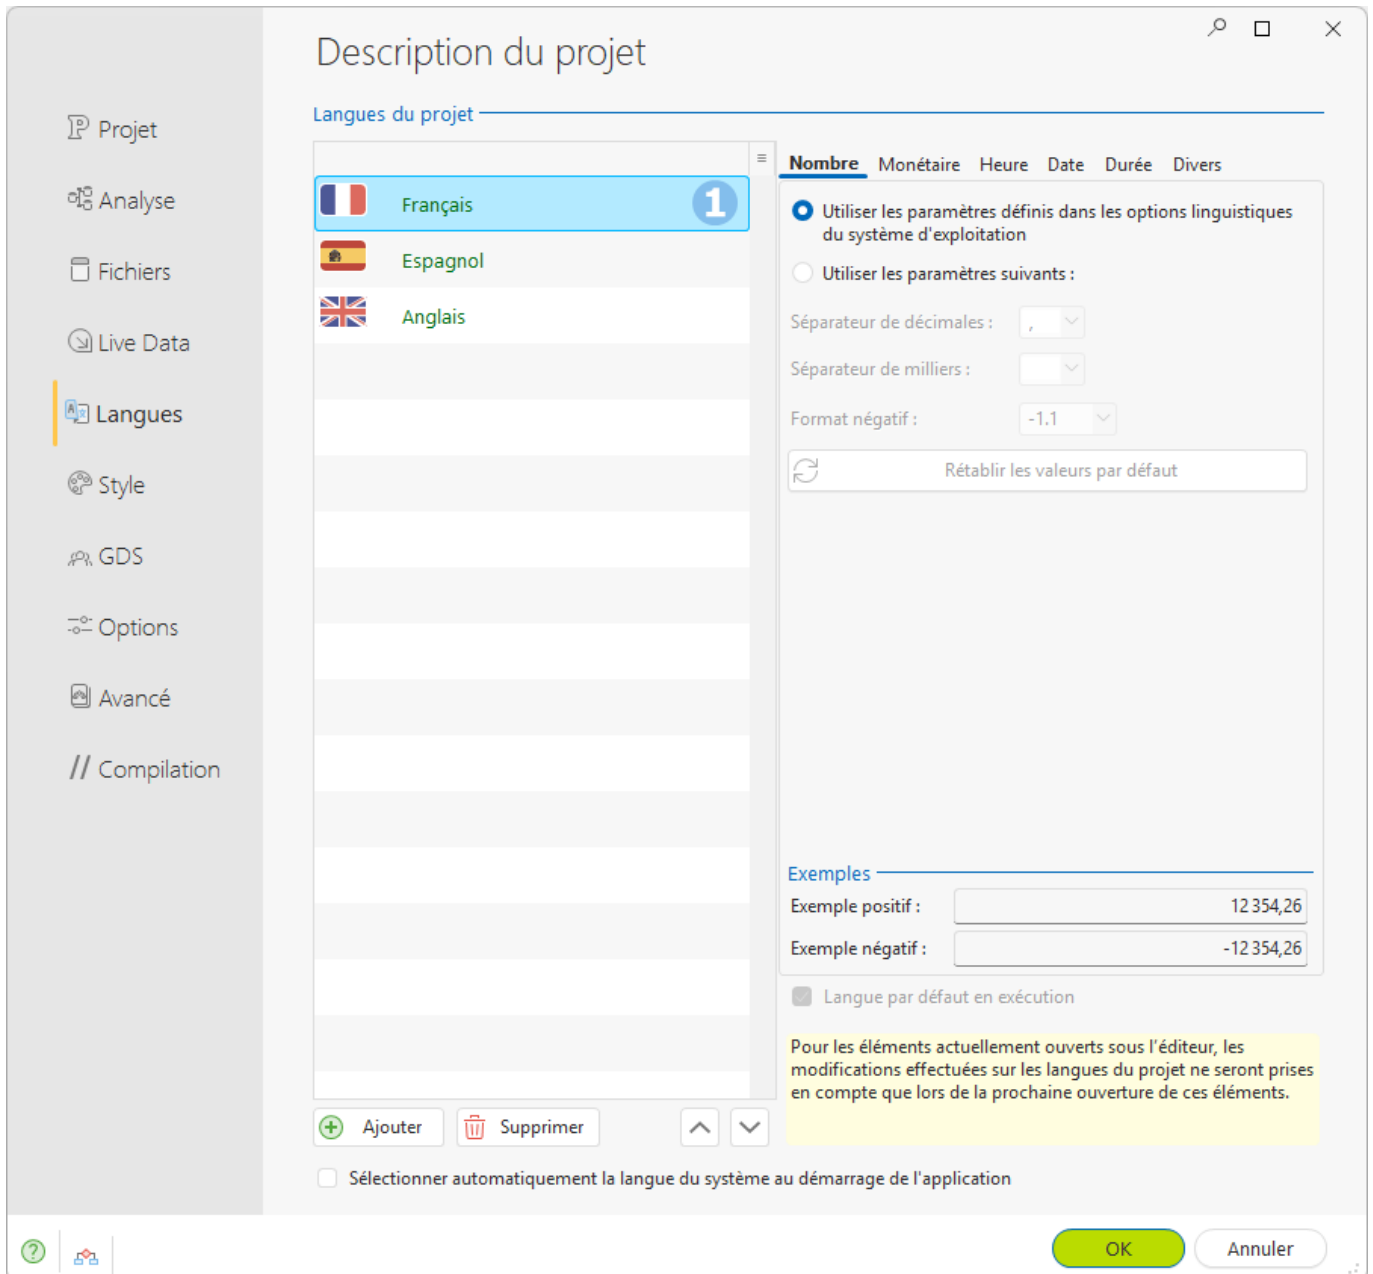 Description du projet
Projet
Analyse
Fichiers
Live Data
Langues
Style
GDS
Options
Avancé
Compilation
Langues du projet
Français
1
Espagnol
Anglais
Nombre Monétaire Heure Date Durée Divers
Utiliser les paramètres définis dans les options linguistiques
du système d'exploitation
Utiliser les paramètres suivants :
Séparateur de décimales : ,
Séparateur de milliers :
Format négatif : -1.1
Rétablir les valeurs par défaut
Exemples
Exemple positif : 12 354,26
Exemple négatif : -12 354,26
Langue par défaut en exécution
Pour les éléments actuellement ouverts sous l'éditeur, les
modifications effectuées sur les langues du projet ne seront prises
en compte que lors de la prochaine ouverture de ces éléments.
Ajouter Supprimer
Sélectionner automatiquement la langue du système au démarrage de l'application
OK Annuler